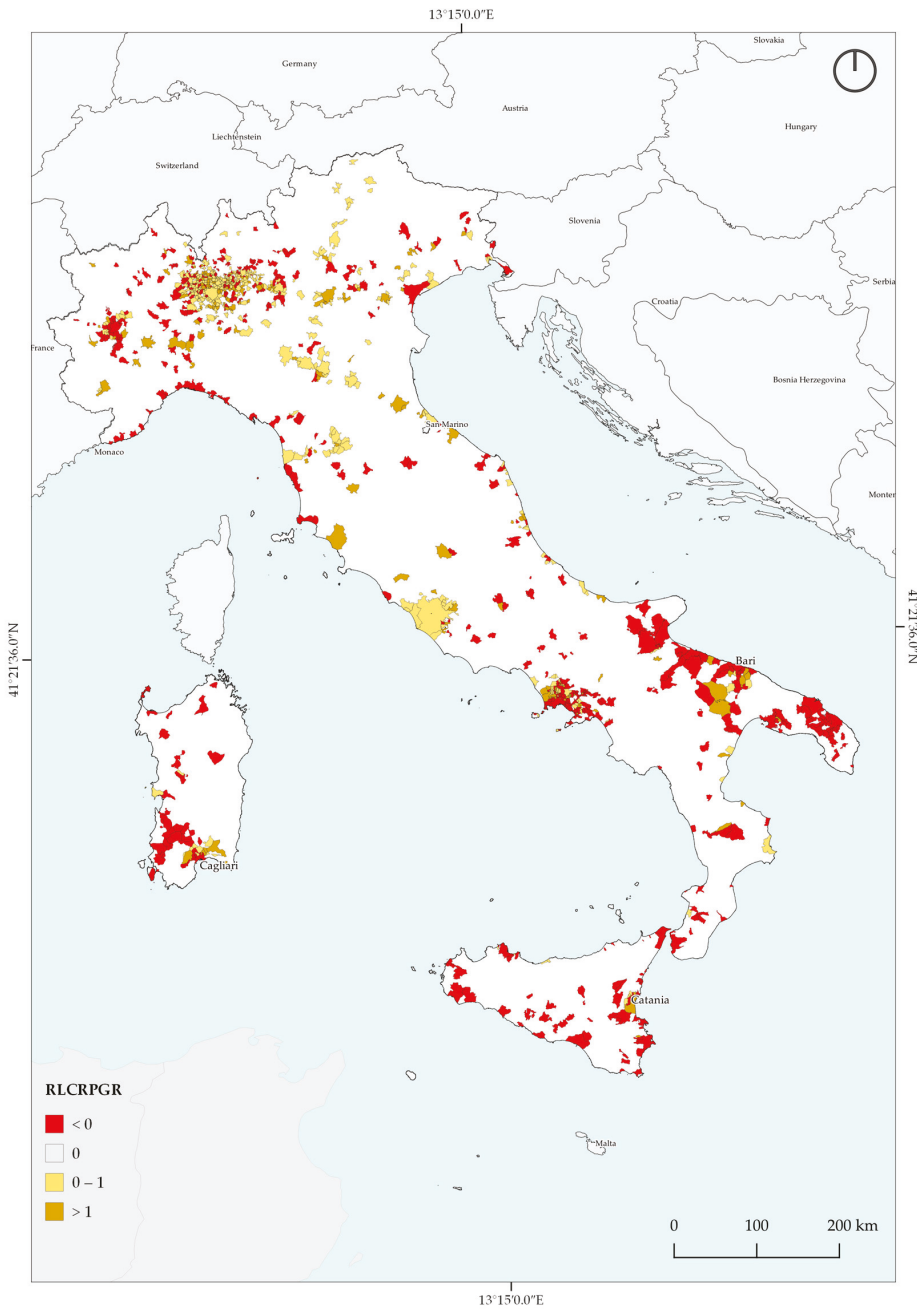 13°15'0.0"E
Slovakia
Germany
Austria
Hungary
Liechtenstein
Switzerland
Slovenia
Serbia
Croatia
France
Bosnia Herzegovina
San Marino
Monaco
Monter
41°21'36.0"N
41°21'36.0"N
Bari
Cagliari
Catania
RLCRPGR
< 0
0
0 – 1
> 1
Malta
0 100 200 km
13°15'0.0"E